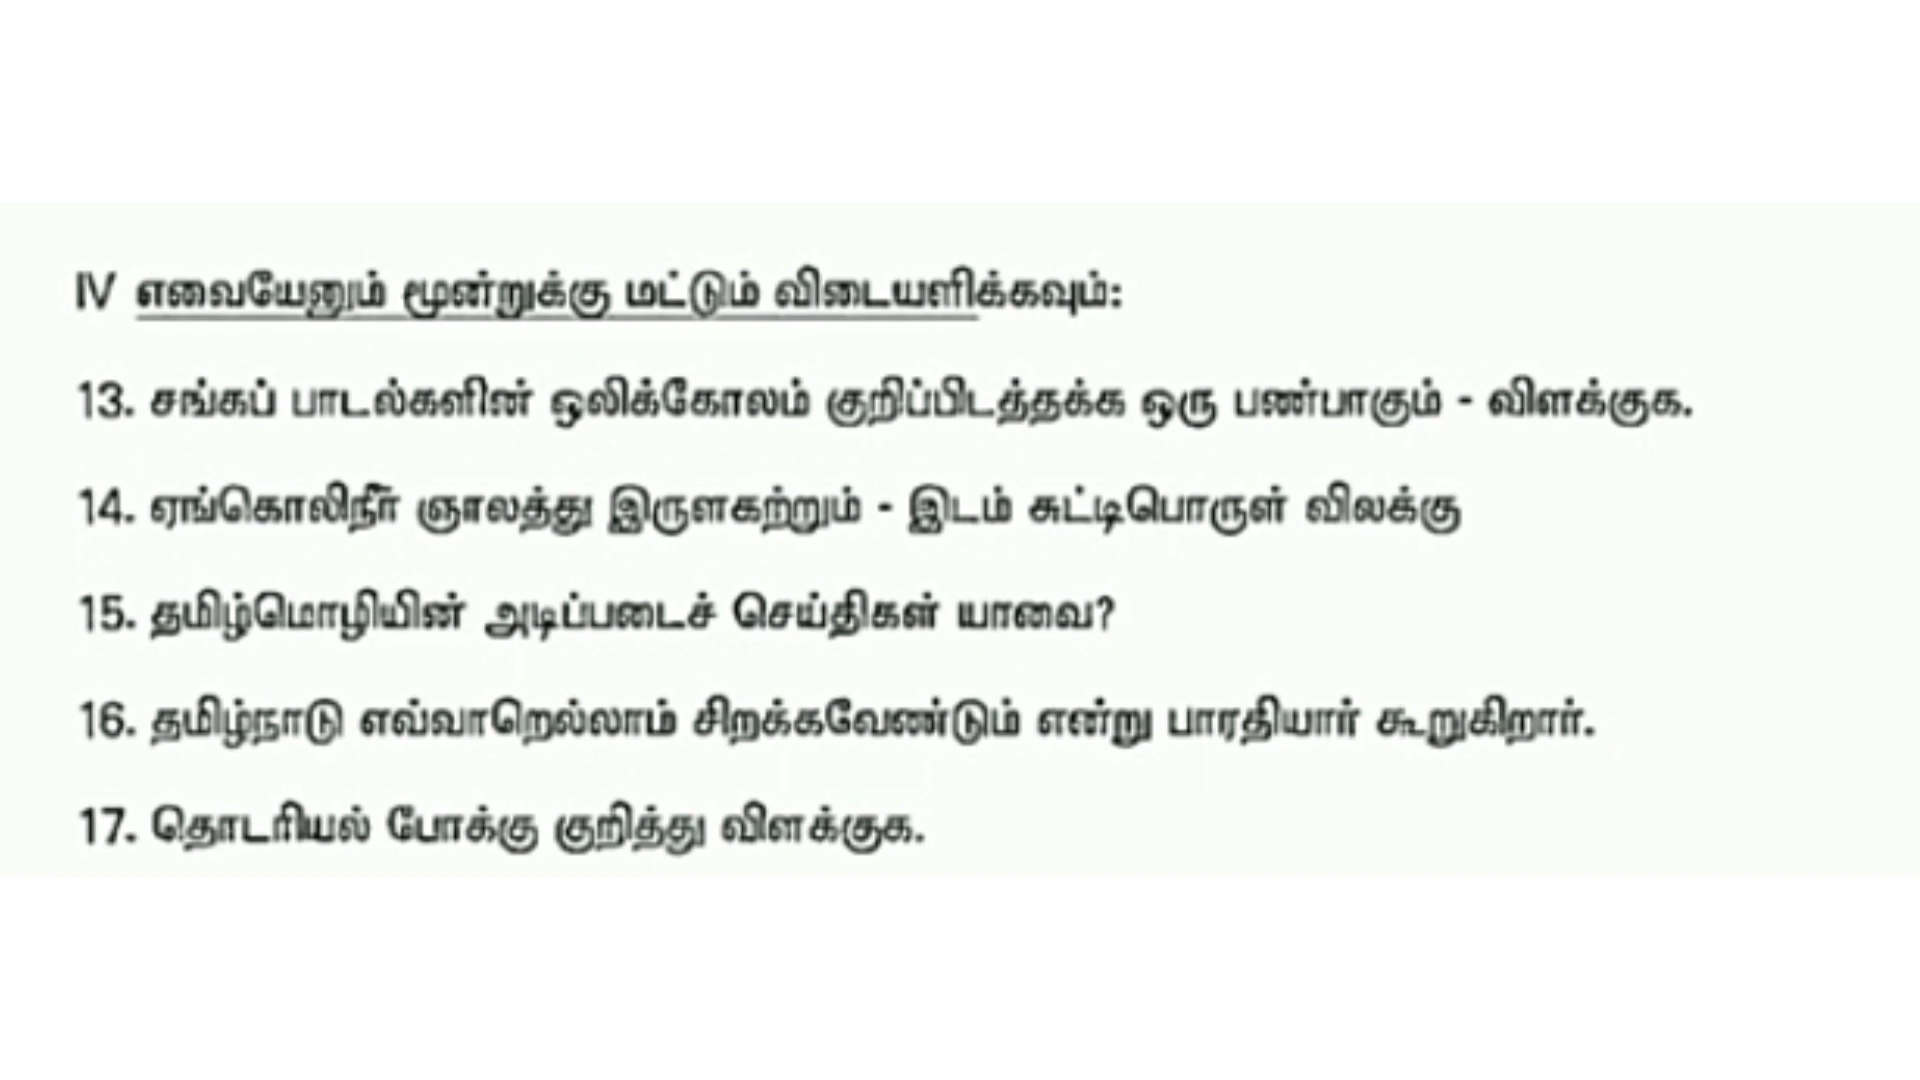 IV எவையேனும் மூன்றுக்கு மட்டும் விடையளிக்கவும்:
13. சங்கப் பாடல்களின் ஒலிக்கோலம் குறிப்பிடத்தக்க ஒரு பண்பாகும் - விளக்குக.
14. ஏங்கொலிநீர் ஞாலத்து இருளகற்றும் - இடம் சுட்டிபொருள் விலக்கு
15. தமிழ்மொழியின் அடிப்படைச் செய்திகள் யாவை?
16. தமிழ்நாடு எவ்வாறெல்லாம் சிறக்கவேண்டும் என்று பாரதியார் கூறுகிறார்.
17. தொடரியல் போக்கு குறித்து விளக்குக.